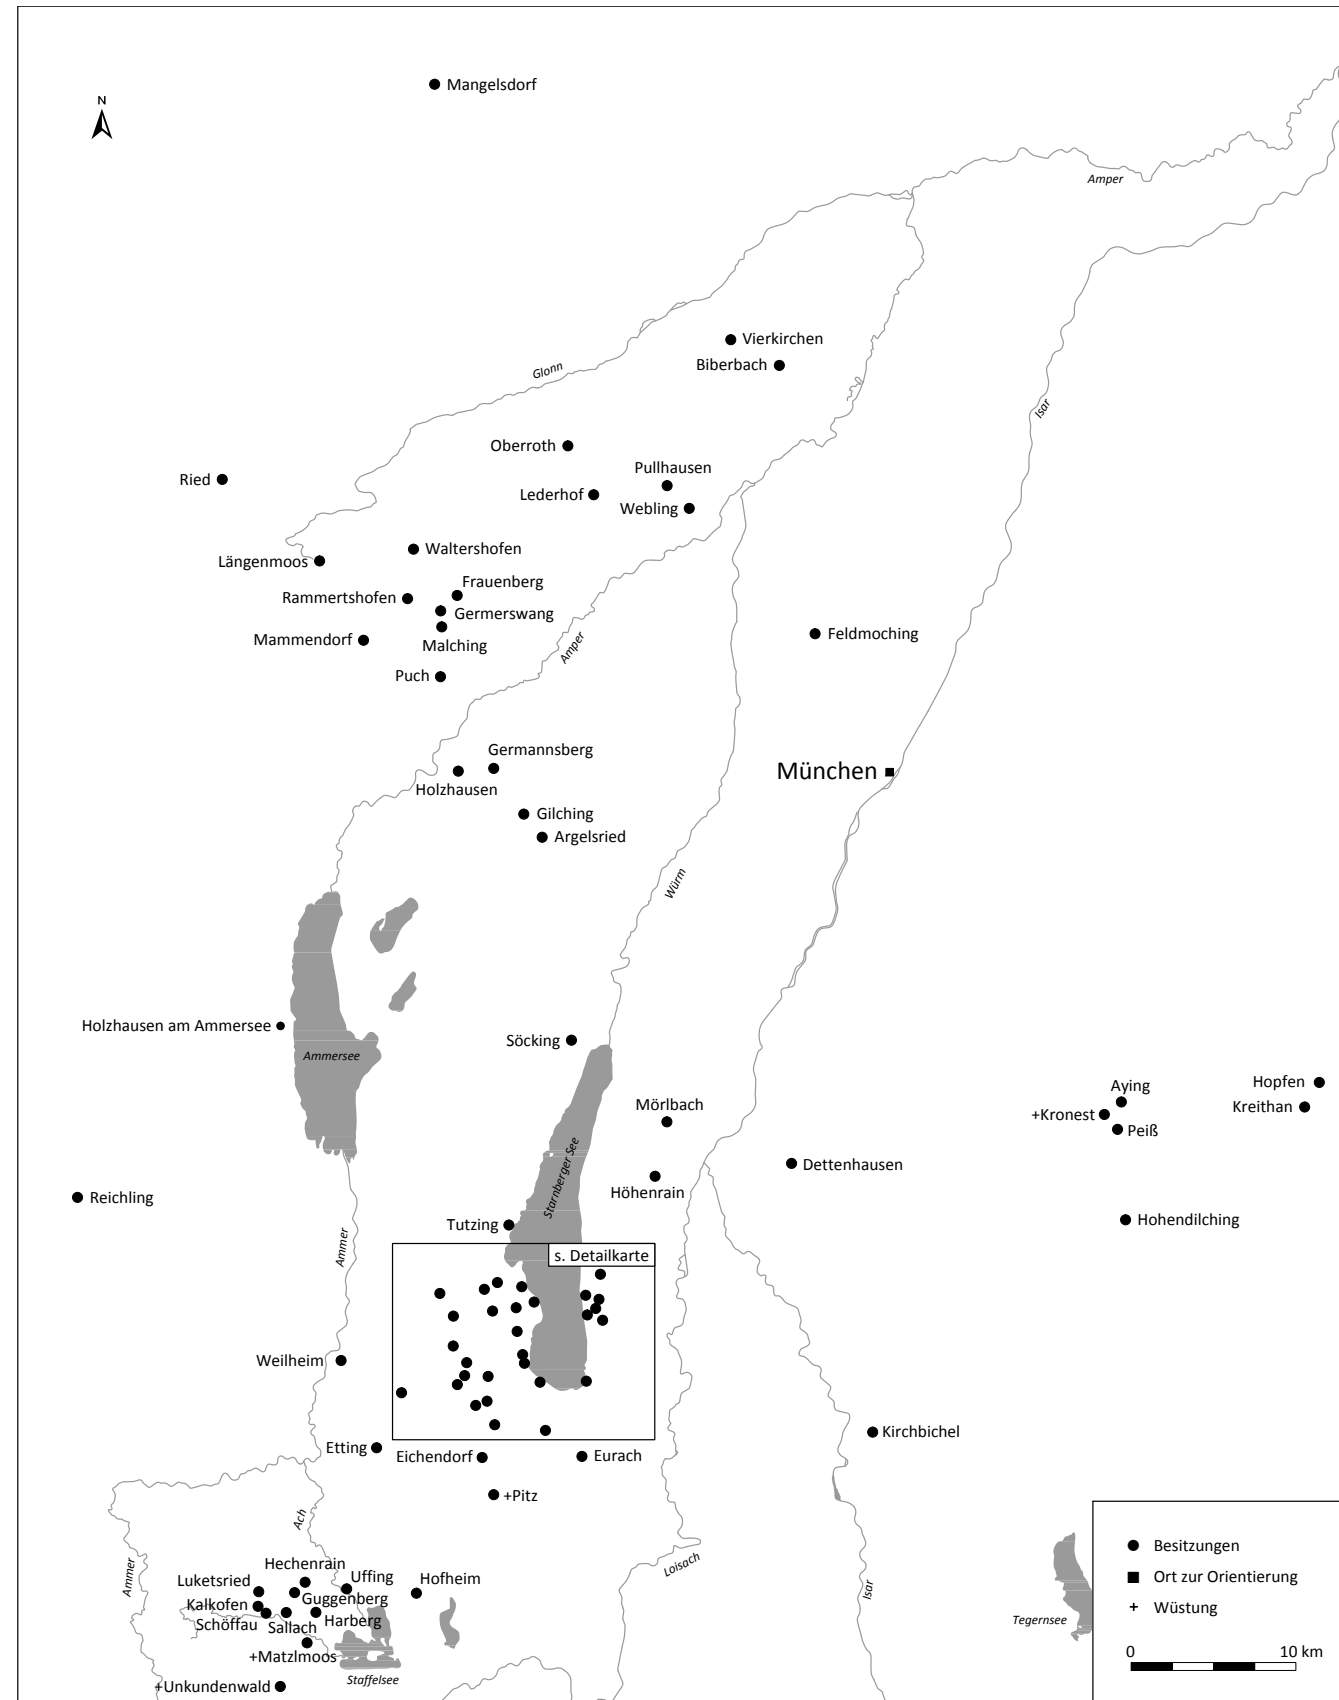 Mangelsdorf
N
Amper
Vierkirchen
Biberbach
Glonn
Isar
Oberroth
Pullhausen
Ried
Lederhof
Webling
Waltershofen
Längenmoos
Frauenberg
Rammertshofen
Germerswang
Mammendorf
Malching
Amper
Feldmoching
Puch
Germannsberg
München
Holzhausen
Gilching
Argelsried
Würm
Holzhausen am Ammersee
Ammersee
Söcking
Aying
Hopfen
Mörlbach
+Kronest
Kreithan
Peiß
Starnberger See
Dettenhausen
Höhenrain
Reichling
Tutzing
Hohendilching
Ammer
s. Detailkarte
Weilheim
Kirchbichel
Etting
Eichendorf
Eurach
+Pitz
Ach
Besitzungen
Hechenrain
Loisach
Ammer
Luketsried
Uffing
Hofheim
Ort zur Orientierung
Guggenberg
Isar
Kalkofen
+ Wüstung
Schöffau
Sallach
Harberg
Tegernsee
+Matzlmoos
0 10 km
Staffelsee
+Unkundenwald